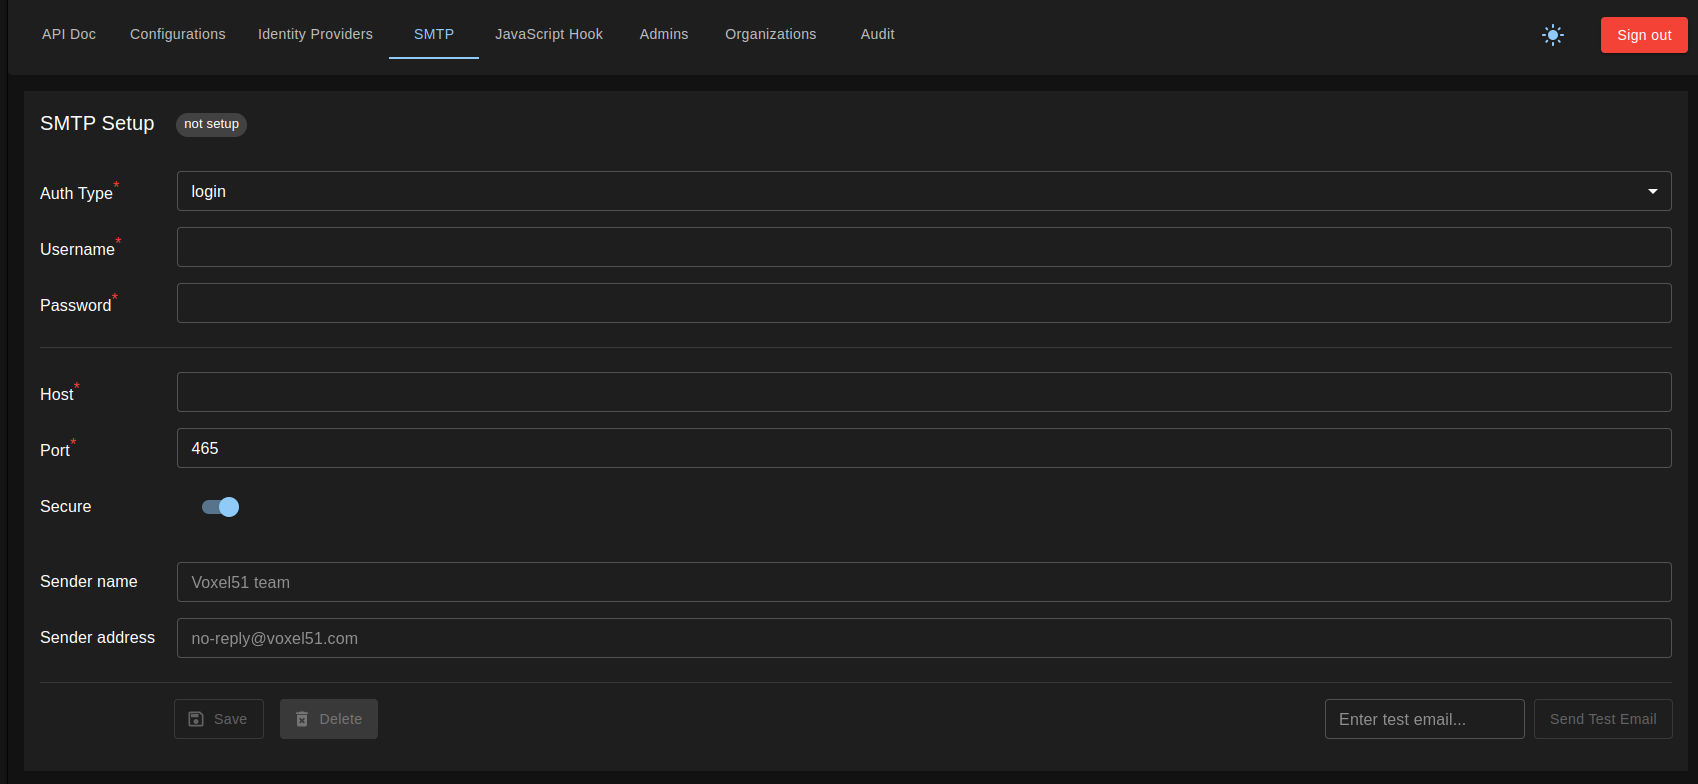 API Doc Configurations Identity Providers SMTP JavaScript Hook Admins Organizations Audit Sign out
SMTP Setup not setup
Auth Type* login
Username*
Password*
Host*
Port* 465
Secure
Sender name Voxel51 team
Sender address no-reply@voxel51.com
Save Delete Enter test email... Send Test Email